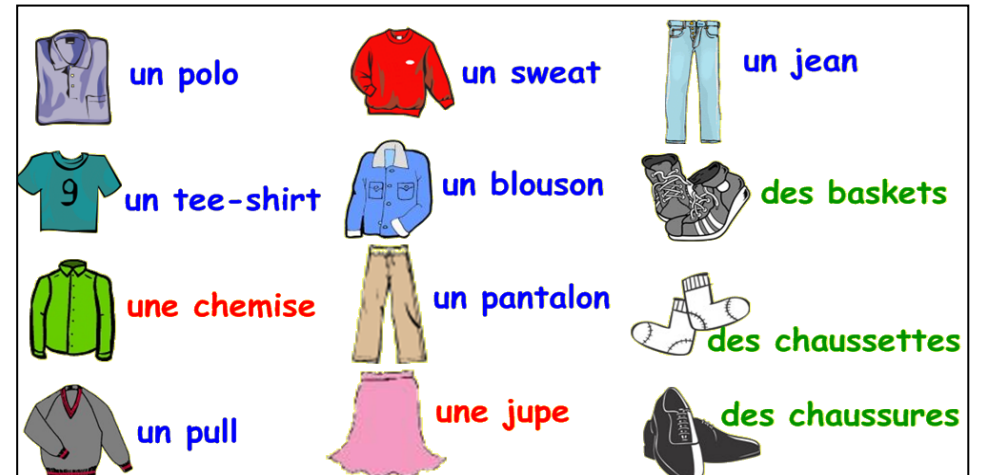 un polo
un sweat
un jean
9
un tee-shirt
un blouson
des baskets
une chemise
un pantalon
des chaussettes
un pull
une jupe
des chaussures